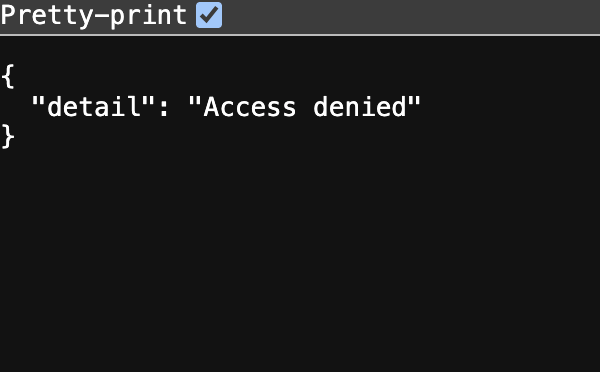 Pretty-print
{
  "detail": "Access denied"
}